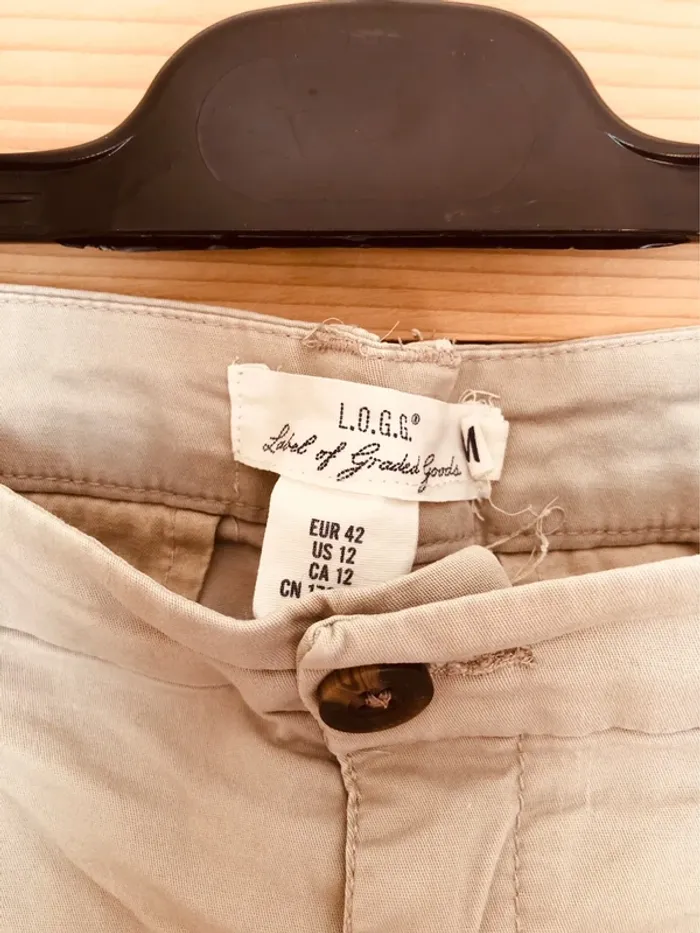 L.O.G.G.®
Label of Graded Goods
EUR 42
US 12
CA 12
CN